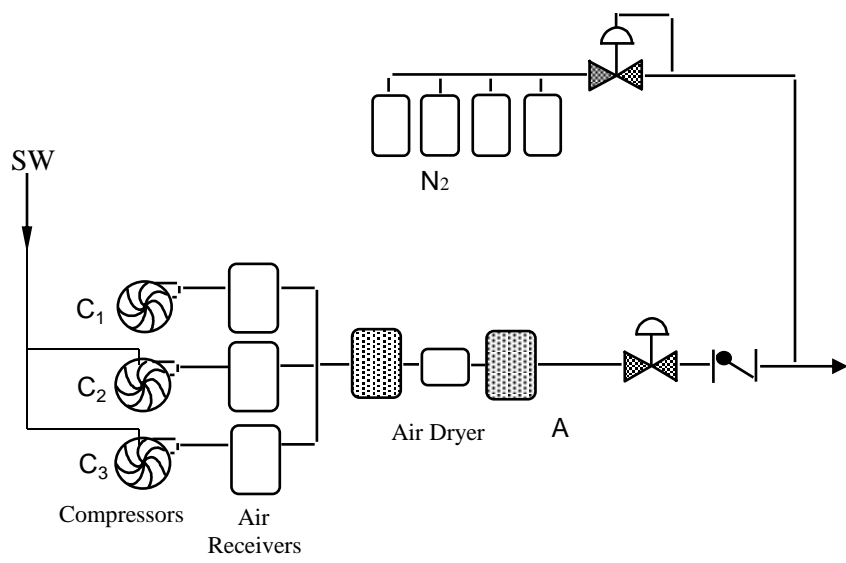 N2
SW
C1
C2
Air Dryer
A
C3
Compressors
Air
Receivers